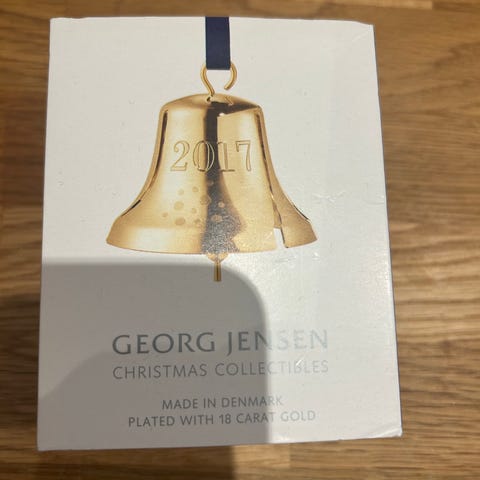 2017
GEORG JENSEN
CHRISTMAS COLLECTIBLES
MADE IN DENMARK
PLATED WITH 18 CARAT GOLD